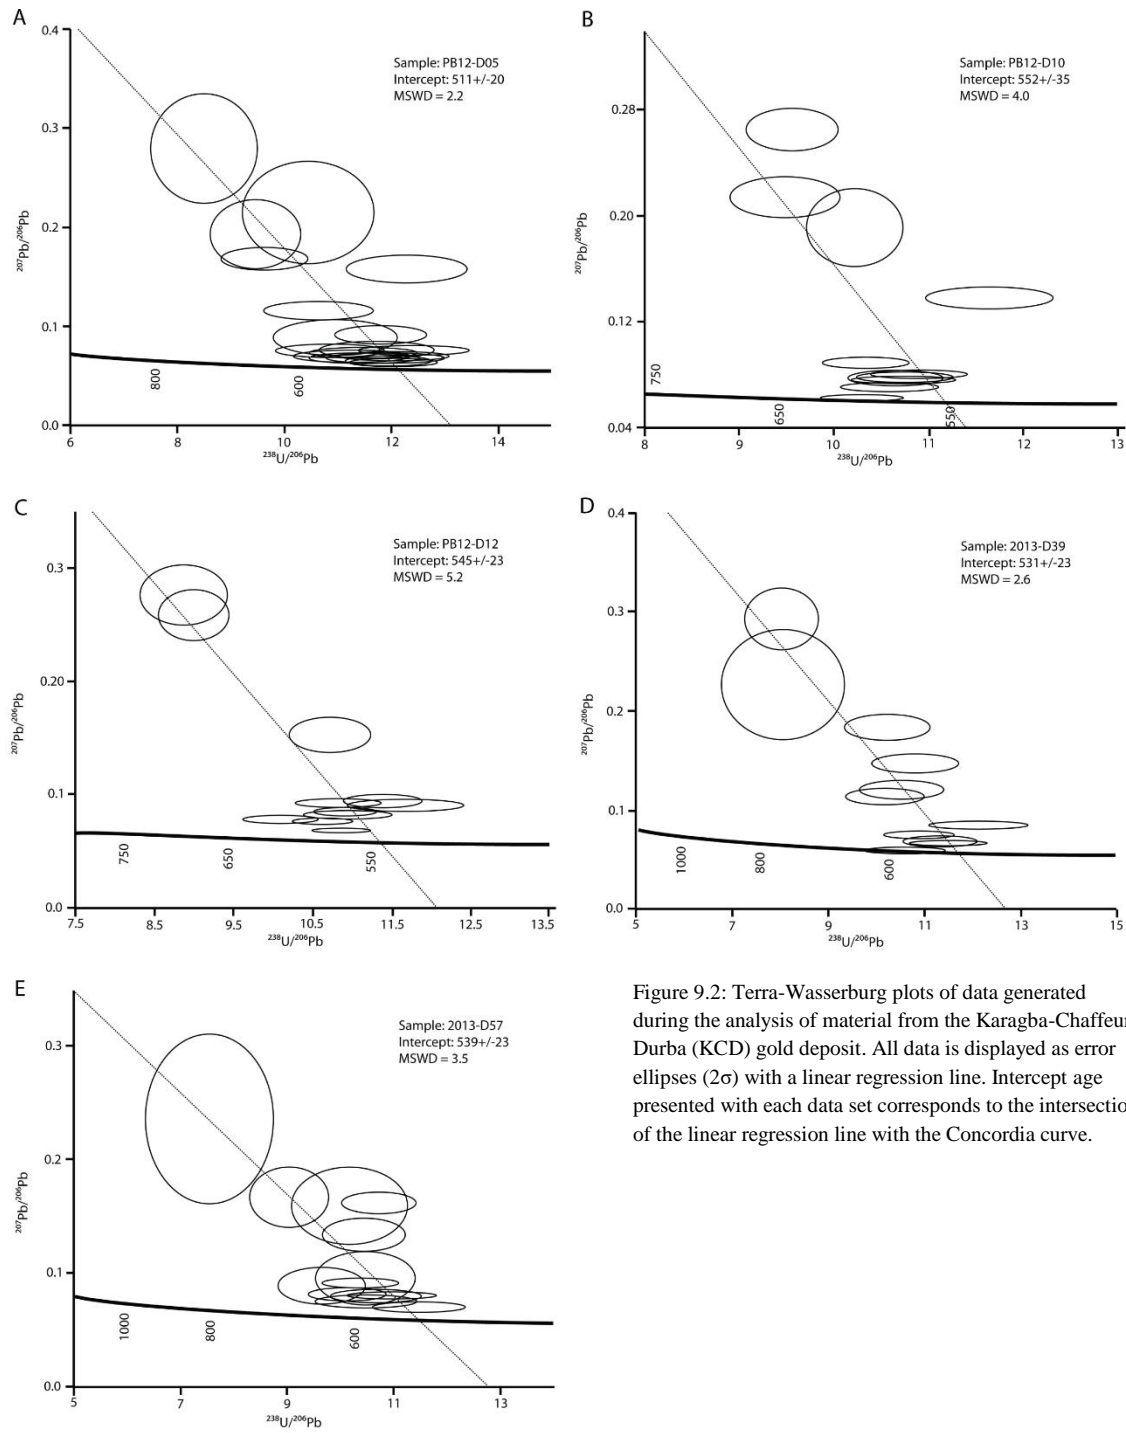 A
0.4
0.3
0.2
0.1
0.0
²⁰⁷Pb/²⁰⁶Pb
Sample: PB12-D05
Intercept: 511+/-20
MSWD = 2.2
800
600
6
8
10
12
14
²³⁸U/²⁰⁶Pb
B
0.28
0.20
0.12
0.04
²⁰⁷Pb/²⁰⁶Pb
Sample: PB12-D10
Intercept: 552+/-35
MSWD = 4.0
750
650
550
8
9
10
11
12
13
²³⁸U/²⁰⁶Pb
C
0.3
0.20
0.1
0.0
²⁰⁷Pb/²⁰⁶Pb
Sample: PB12-D12
Intercept: 545+/-23
MSWD = 5.2
750
650
550
7.5
8.5
9.5
10.5
11.5
12.5
13.5
²³⁸U/²⁰⁶Pb
D
0.4
0.3
0.2
0.1
0.0
²⁰⁷Pb/²⁰⁶Pb
Sample: 2013-D39
Intercept: 531+/-23
MSWD = 2.6
1000
800
600
5
7
9
11
13
15
²³⁸U/²⁰⁶Pb
E
0.3
0.2
0.1
0.0
²⁰⁷Pb/²⁰⁶Pb
Sample: 2013-D57
Intercept: 539+/-23
MSWD = 3.5
1000
800
600
5
7
9
11
13
²³⁸U/²⁰⁶Pb
Figure 9.2: Terra-Wasserburg plots of data generated
during the analysis of material from the Karagba-Chaffeur
Durba (KCD) gold deposit. All data is displayed as error
ellipses (2σ) with a linear regression line. Intercept age
presented with each data set corresponds to the intersectio
of the linear regression line with the Concordia curve.